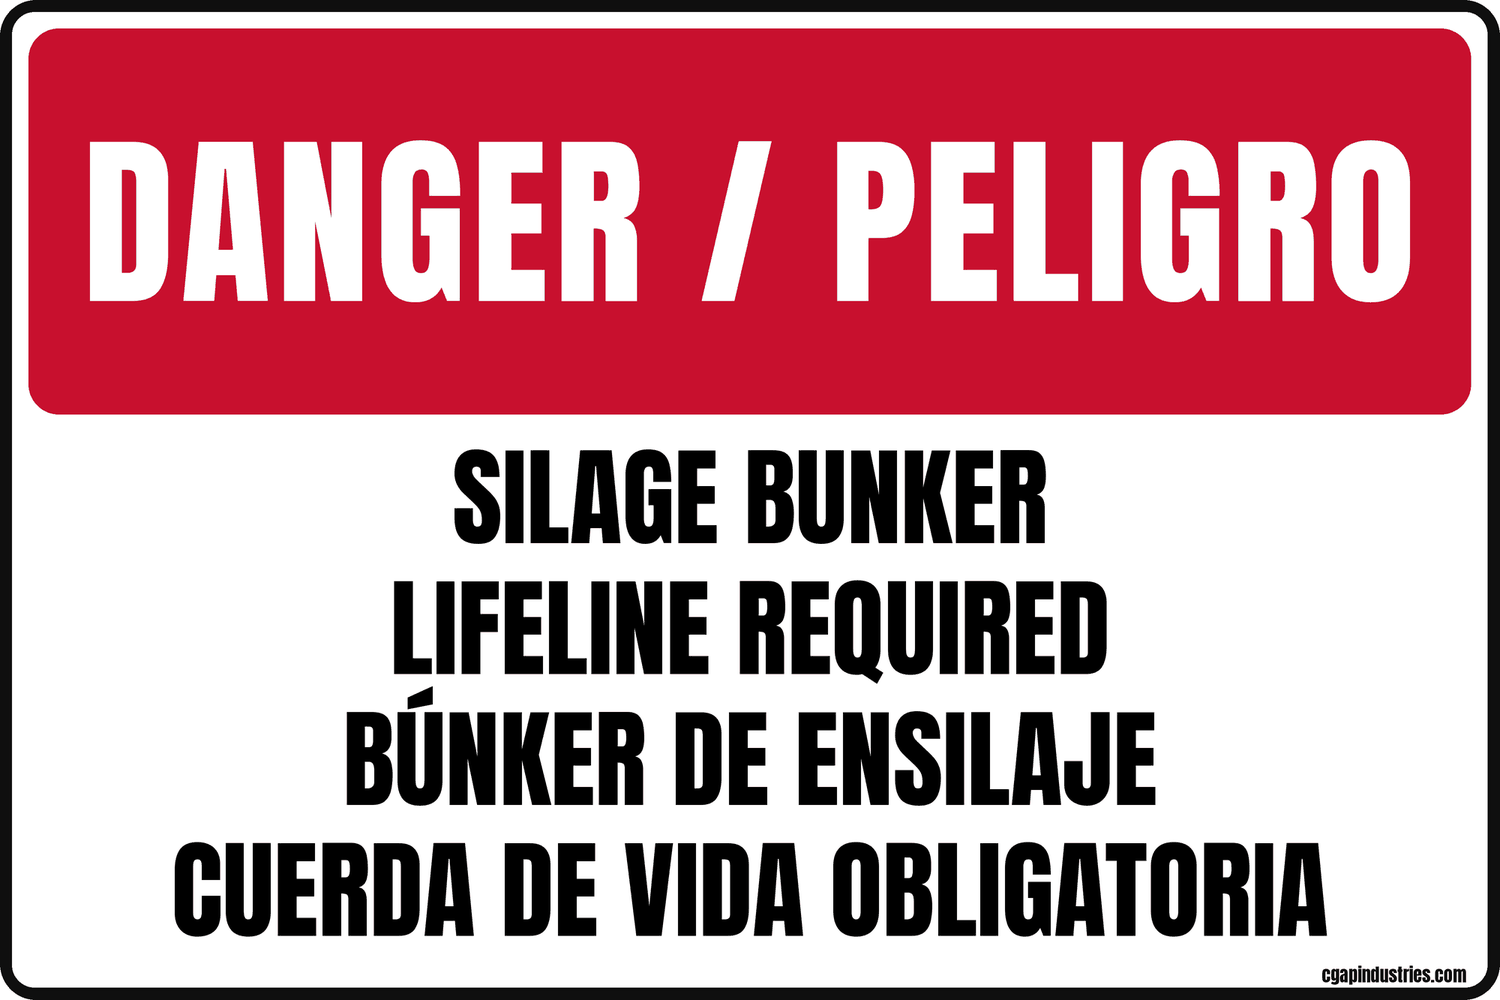 DANGER / PELIGRO
SILAGE BUNKER
LIFELINE REQUIRED
BÚNKER DE ENSILAJE
CUERDA DE VIDA OBLIGATORIA
cgapindustries.com